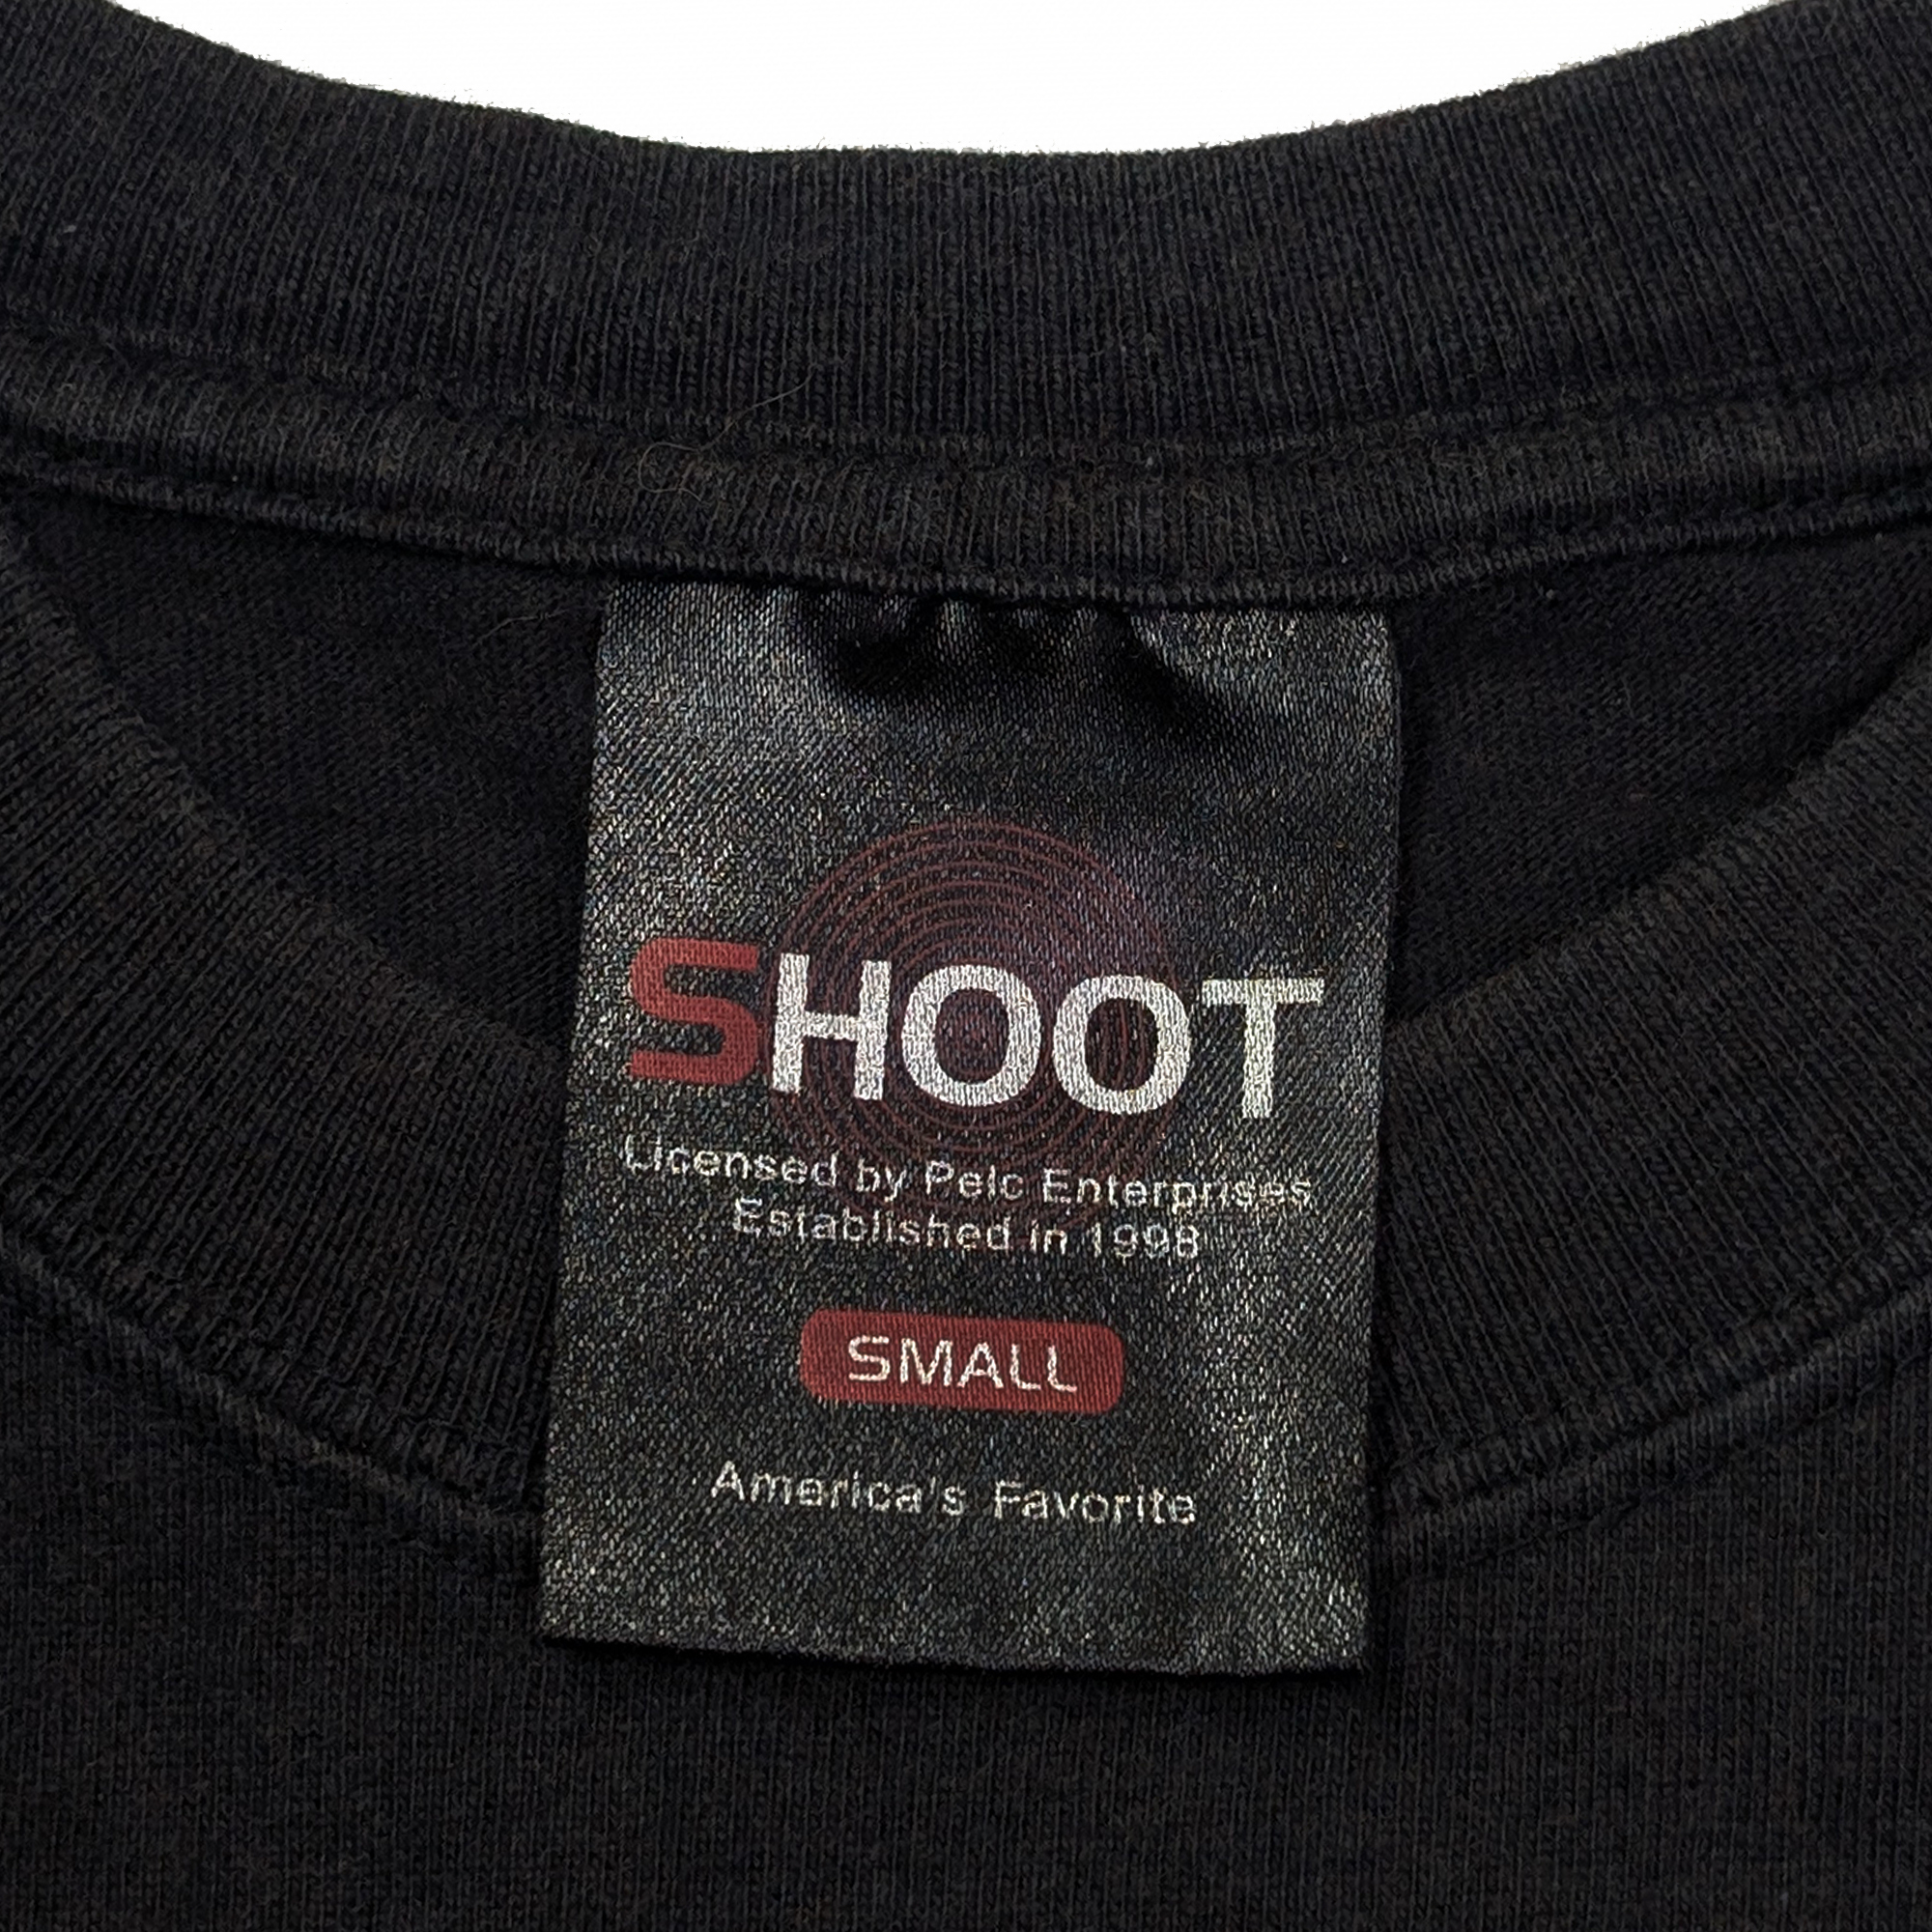 SHOOT
Licensed by Pelc Enterprises
Established in 1998
SMALL
America's Favorite